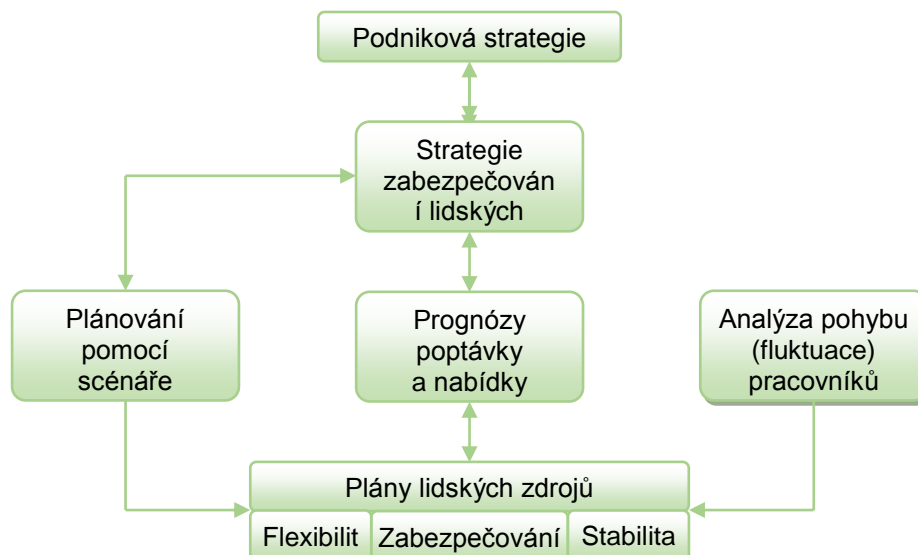 Podniková strategie
Strategie
zabezpečován
í lidských
Plánování
pomocí
scénáře
Prognózy
poptávky
a nabídky
Analýza pohybu
(fluktuace)
pracovníků
Plány lidských zdrojů
Flexibilit
Zabezpečování
Stabilita